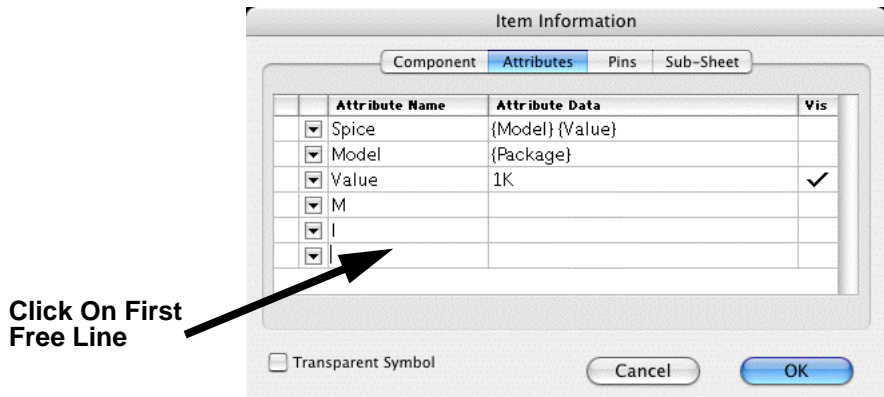 Item Information
Component Attributes Pins Sub-Sheet
Attribute Name Attribute Data Vis
Spice {Model} {Value}
Model {Package}
Value 1K
M
I
Click On First
Free Line
Transparent Symbol Cancel OK